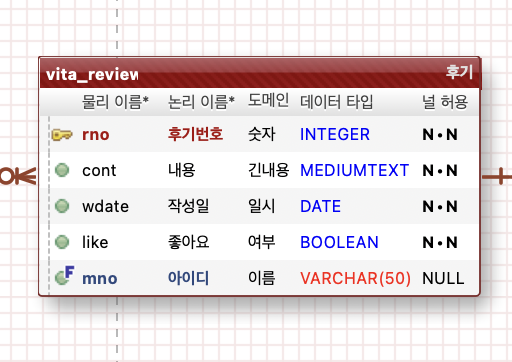 vita_review 후기
물리 이름* 논리 이름* 도메인 데이터 타입 널 허용
rno 후기번호 숫자 INTEGER N•N
cont 내용 긴내용 MEDIUMTEXT N•N
wdate 작성일 일시 DATE N•N
like 좋아요 여부 BOOLEAN N•N
F mno 아이디 이름 VARCHAR(50) NULL